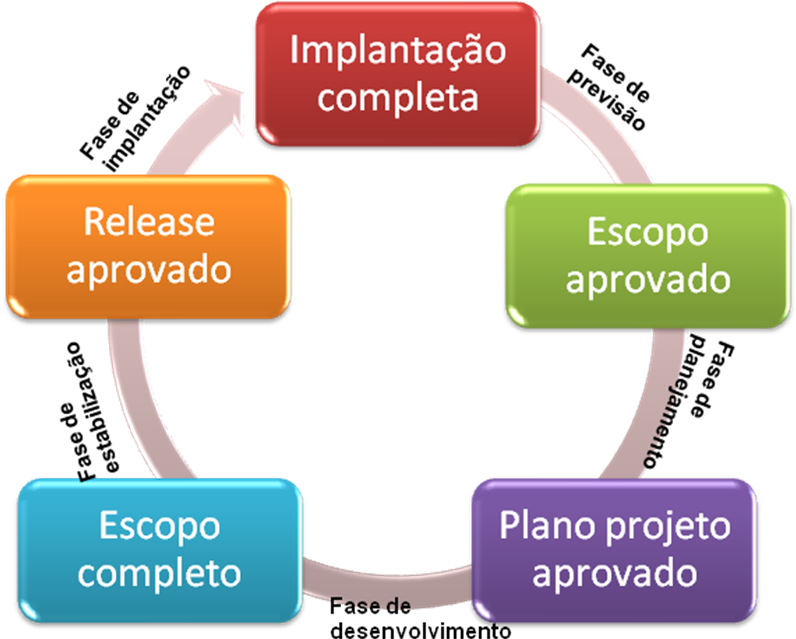 Implantação
completa
Fase de
previsão
Escopo
aprovado
Fase de
planejamento
Plano projeto
aprovado
Fase de
desenvolvimento
Escopo
completo
Fase de
estabilização
Release
aprovado
Fase de
implantação